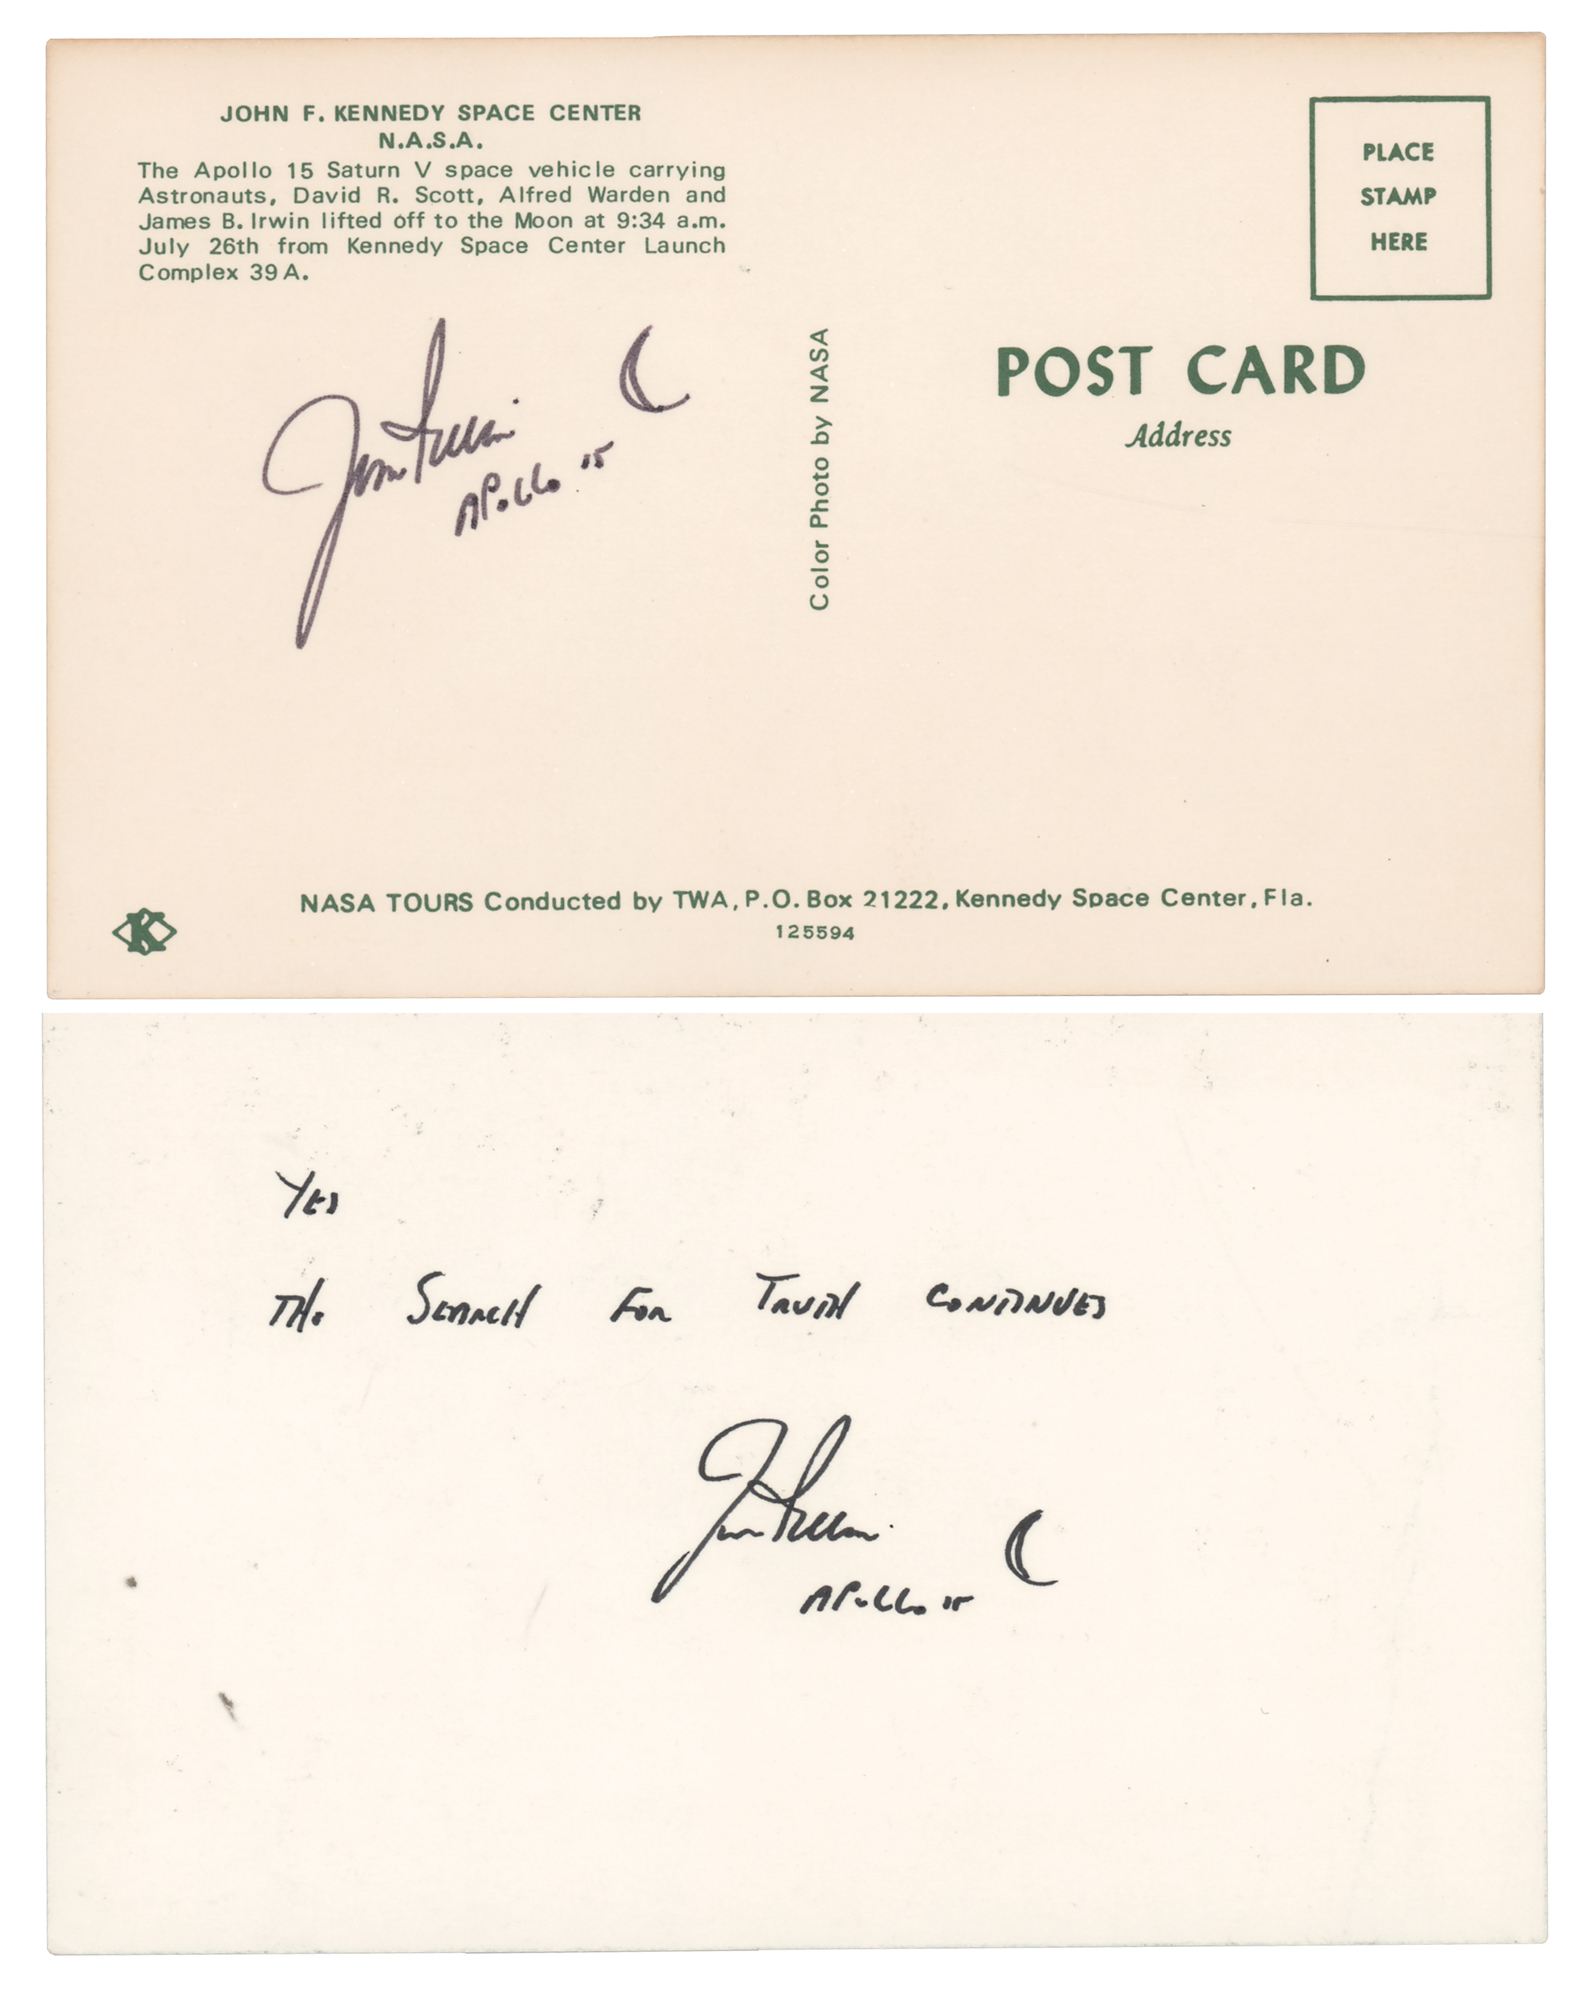 JOHN F. KENNEDY SPACE CENTER
N.A.S.A.
The Apollo 15 Saturn V space vehicle carrying
Astronauts, David R. Scott, Alfred Warden and
James B. Irwin lifted off to the Moon at 9:34 a.m.
July 26th from Kennedy Space Center Launch
Complex 39 A.
PLACE
STAMP
HERE
Jim Irwin
APOLLO 15
Color Photo by NASA
POST CARD
Address
K
NASA TOURS Conducted by TWA, P.O. Box 21222, Kennedy Space Center, Fla.
125594
YES
THE SEARCH FOR TRUTH CONTINUES
Jim Irwin
APOLLO 15